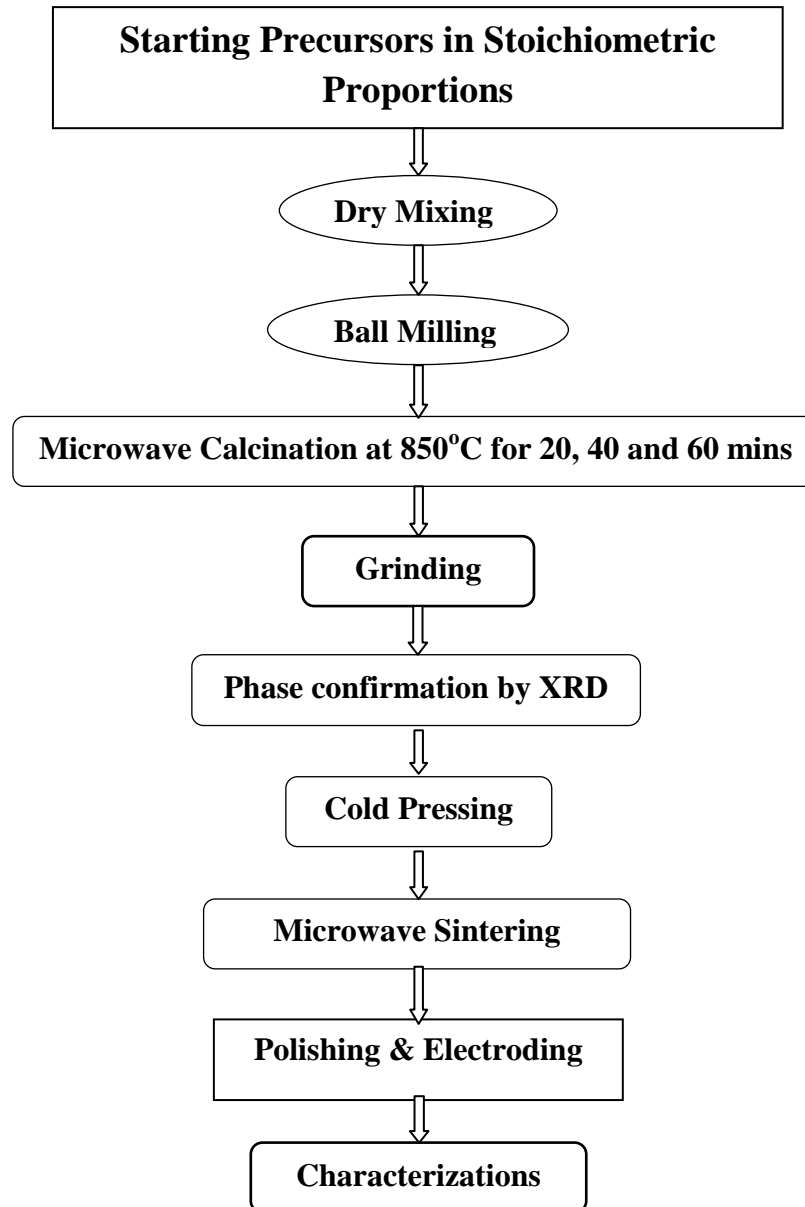 Starting Precursors in Stoichiometric
Proportions
Dry Mixing
Ball Milling
Microwave Calcination at 850°C for 20, 40 and 60 mins
Grinding
Phase confirmation by XRD
Cold Pressing
Microwave Sintering
Polishing & Electroding
Characterizations